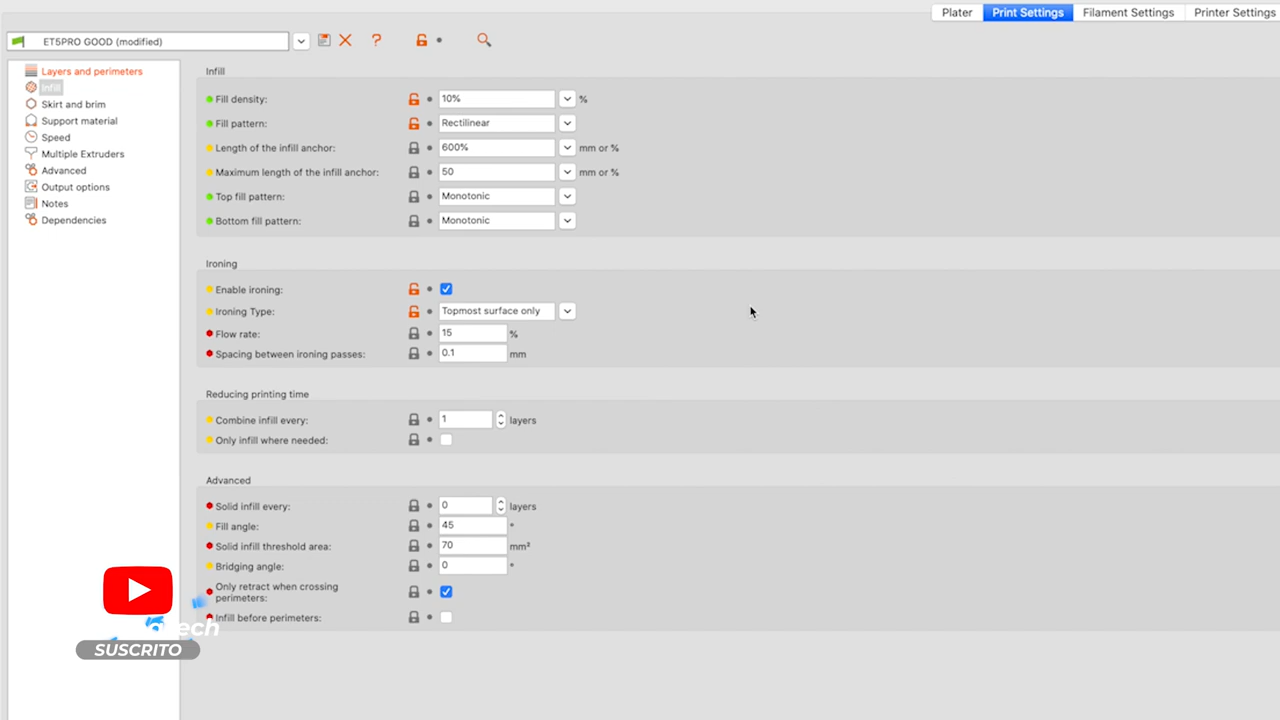 Plater Print Settings Filament Settings Printer Settings
ET5PRO GOOD (modified)
Layers and perimeters
Infill
Skirt and brim
Support material
Speed
Multiple Extruders
Advanced
Output options
Notes
Dependencies
Infill
Fill density: 10% %
Fill pattern: Rectilinear
Length of the infill anchor: 600% mm or %
Maximum length of the infill anchor: 50 mm or %
Top fill pattern: Monotonic
Bottom fill pattern: Monotonic
Ironing
Enable ironing:
Ironing Type: Topmost surface only
Flow rate: 15 %
Spacing between ironing passes: 0.1 mm
Reducing printing time
Combine infill every: 1 layers
Only infill where needed:
Advanced
Solid infill every: 0 layers
Fill angle: 45 °
Solid infill threshold area: 70 mm²
Bridging angle: 0 °
Only retract when crossing
perimeters:
Infill before perimeters:
SUSCRITO